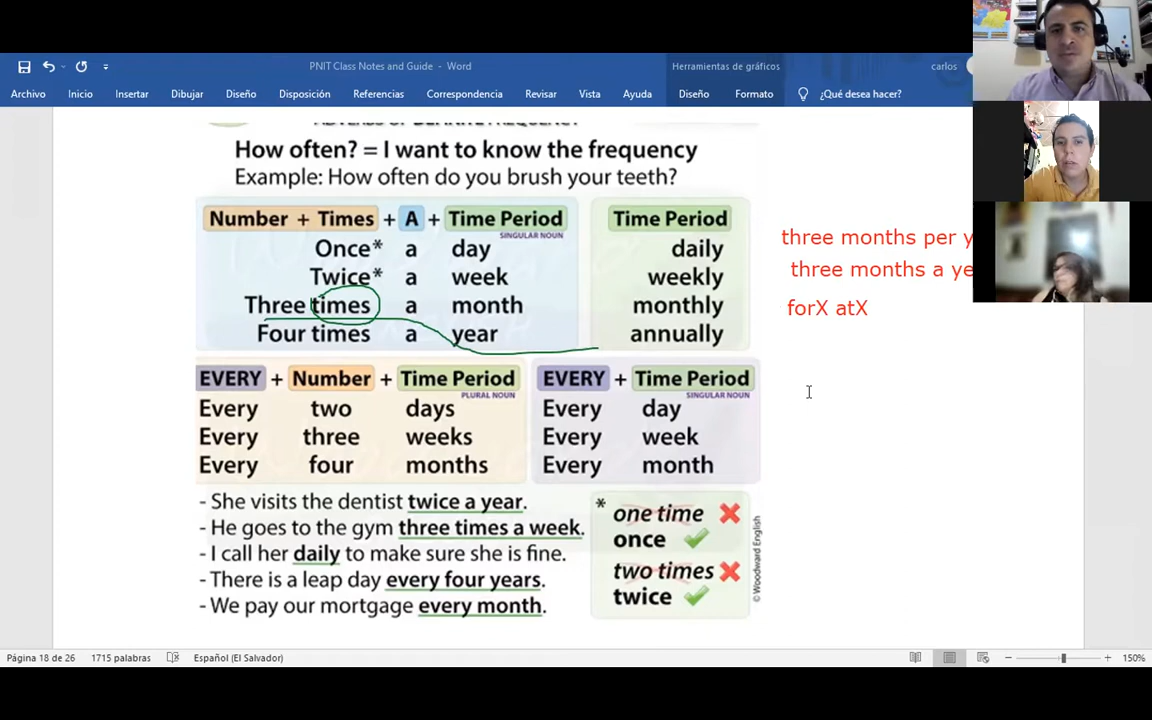 PNIT Class Notes and Guide - Word
Herramientas de gráficos
carlos
Archivo Inicio Insertar Dibujar Diseño Disposición Referencias Correspondencia Revisar Vista Ayuda Diseño Formato ¿Qué desea hacer?
ADVERBS OF DEFINITE FREQUENCY
How often? = I want to know the frequency
Example: How often do you brush your teeth?
Number + Times + A + Time Period
SINGULAR NOUN
Once* a day
Twice* a week
Three times a month
Four times a year
Time Period
daily
weekly
monthly
annually
three months per y
three months a ye
forX atX
EVERY + Number + Time Period
PLURAL NOUN
Every two days
Every three weeks
Every four months
EVERY + Time Period
SINGULAR NOUN
Every day
Every week
Every month
- She visits the dentist twice a year.
- He goes to the gym three times a week.
- I call her daily to make sure she is fine.
- There is a leap day every four years.
- We pay our mortgage every month.
* one time
once
two times
twice
© Woodward English
Página 18 de 26 1715 palabras Español (El Salvador) 150%